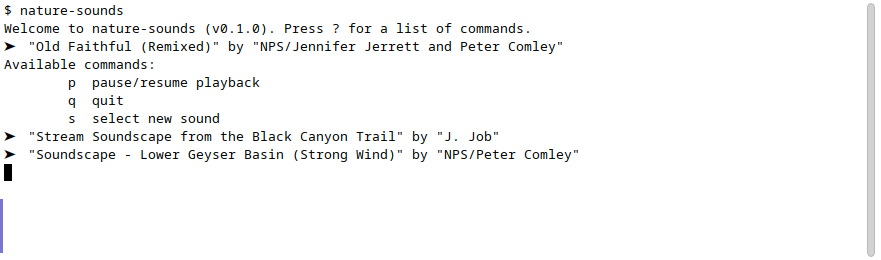 $ nature-sounds
Welcome to nature-sounds (v0.1.0). Press ? for a list of commands.
➤ "Old Faithful (Remixed)" by "NPS/Jennifer Jerrett and Peter Comley"
Available commands:
        p  pause/resume playback
        q  quit
        s  select new sound
➤ "Stream Soundscape from the Black Canyon Trail" by "J. Job"
➤ "Soundscape - Lower Geyser Basin (Strong Wind)" by "NPS/Peter Comley"